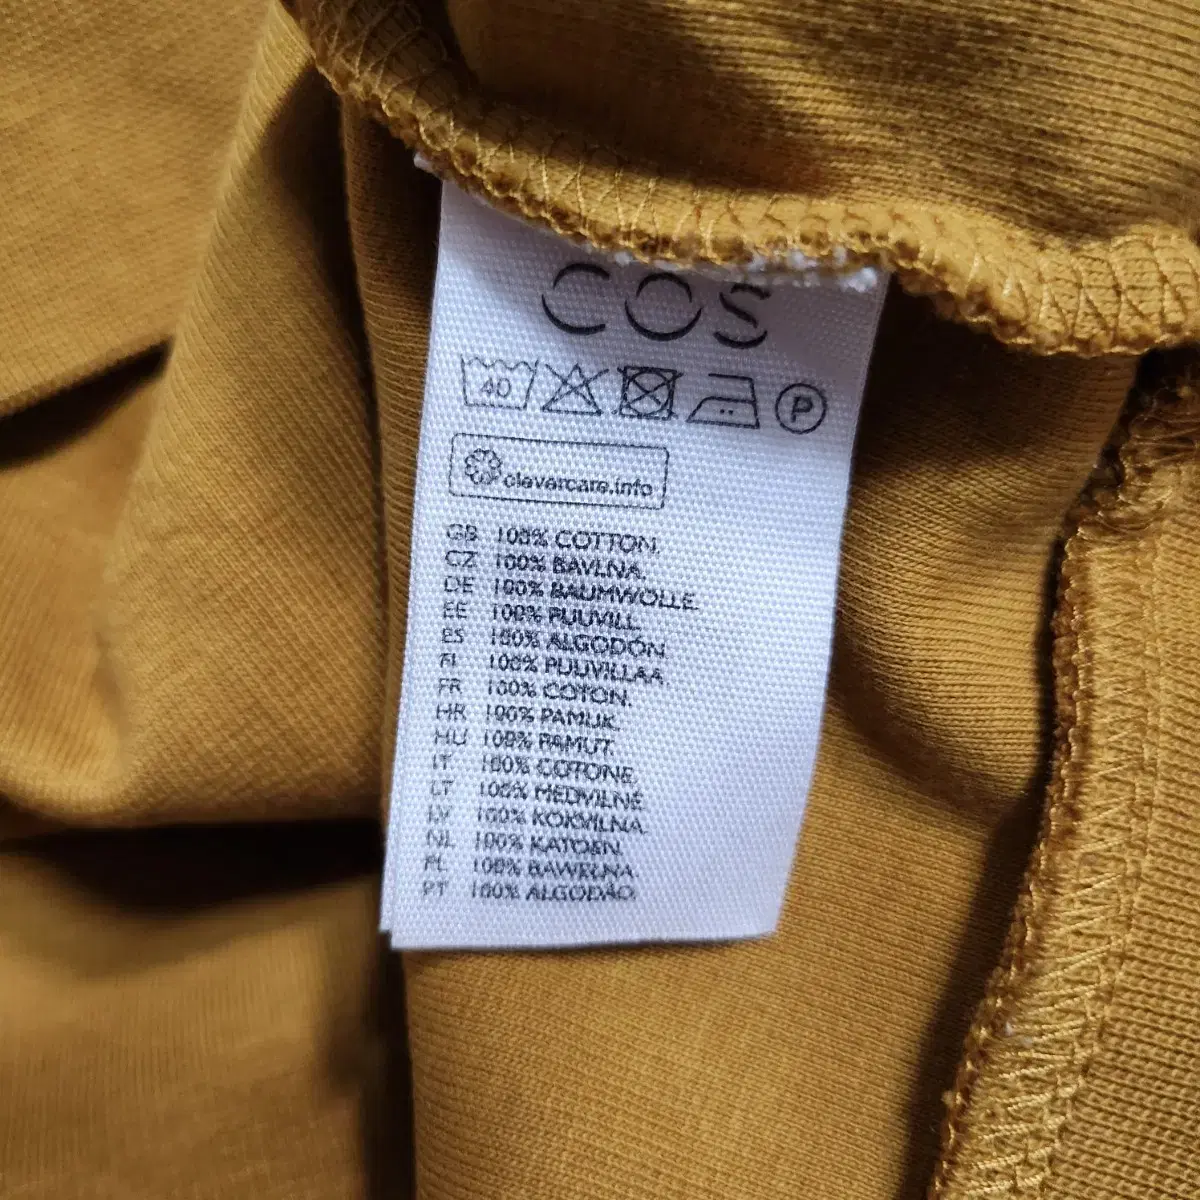 COS
40 P
clevercare.info
GB 100% COTTON.
CZ 100% BAVLNA.
DE 100% BAUMWOLLE.
EE 100% PUUVILL.
ES 100% ALGODÓN.
FI 100% PUUVILLAA.
FR 100% COTON.
HR 100% PAMUK.
HU 100% PAMUT.
IT 100% COTONE.
LT 100% MEDVILNĖ.
LV 100% KOKVILNA.
NL 100% KATOEN.
PL 100% BAWEŁNA.
PT 100% ALGODÃO.